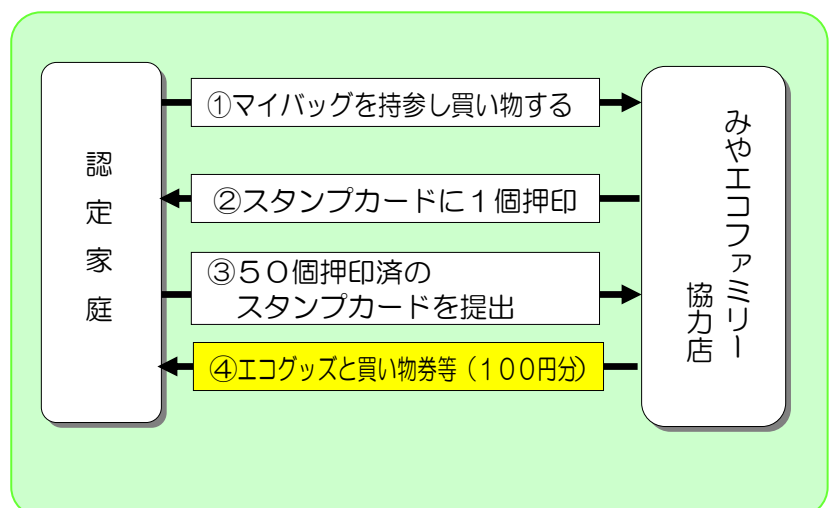 認定家庭
①マイバッグを持参し買い物する
②スタンプカードに１個押印
③５０個押印済の
スタンプカードを提出
④エコグッズと買い物券等（１００円分）
みやエコファミリー
協力店